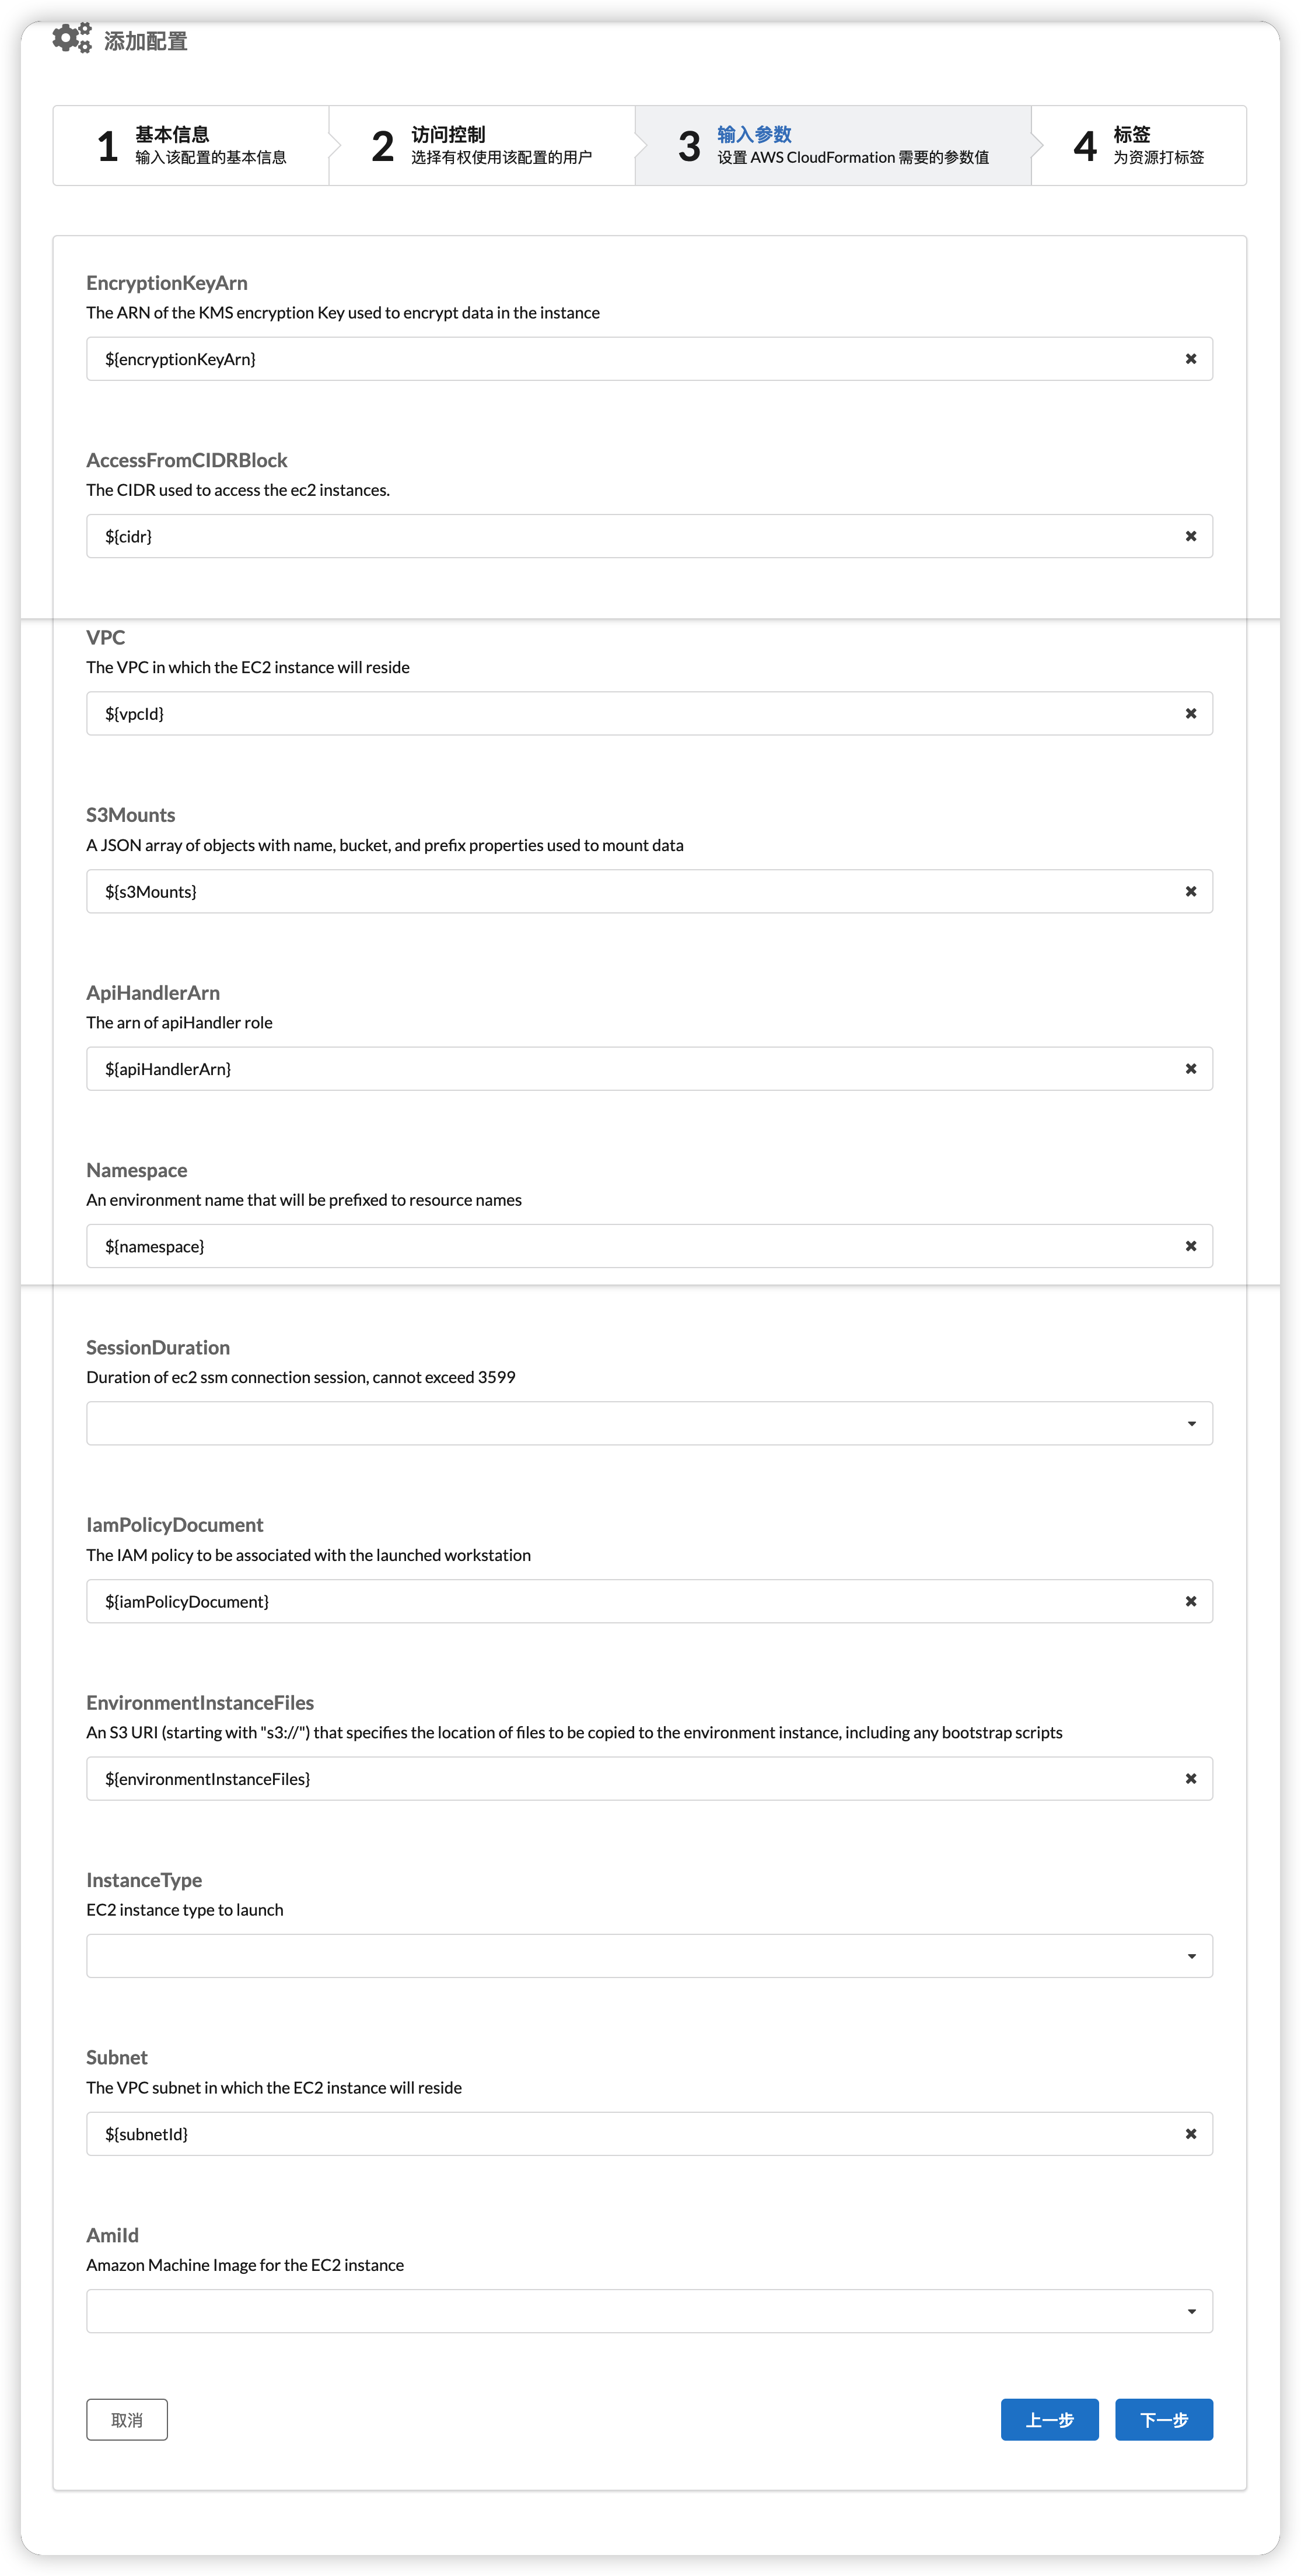 添加配置
1
基本信息
输入该配置的基本信息
2
访问控制
选择有权使用该配置的用户
3
输入参数
设置 AWS CloudFormation 需要的参数值
4
标签
为资源打标签
EncryptionKeyArn
The ARN of the KMS encryption Key used to encrypt data in the instance
${encryptionKeyArn}
AccessFromCIDRBlock
The CIDR used to access the ec2 instances.
${cidr}
VPC
The VPC in which the EC2 instance will reside
${vpcId}
S3Mounts
A JSON array of objects with name, bucket, and prefix properties used to mount data
${s3Mounts}
ApiHandlerArn
The arn of apiHandler role
${apiHandlerArn}
Namespace
An environment name that will be prefixed to resource names
${namespace}
SessionDuration
Duration of ec2 ssm connection session, cannot exceed 3599
IamPolicyDocument
The IAM policy to be associated with the launched workstation
${iamPolicyDocument}
EnvironmentInstanceFiles
An S3 URI (starting with "s3://") that specifies the location of files to be copied to the environment instance, including any bootstrap scripts
${environmentInstanceFiles}
InstanceType
EC2 instance type to launch
Subnet
The VPC subnet in which the EC2 instance will reside
${subnetId}
AmiId
Amazon Machine Image for the EC2 instance
取消
上一步
下一步